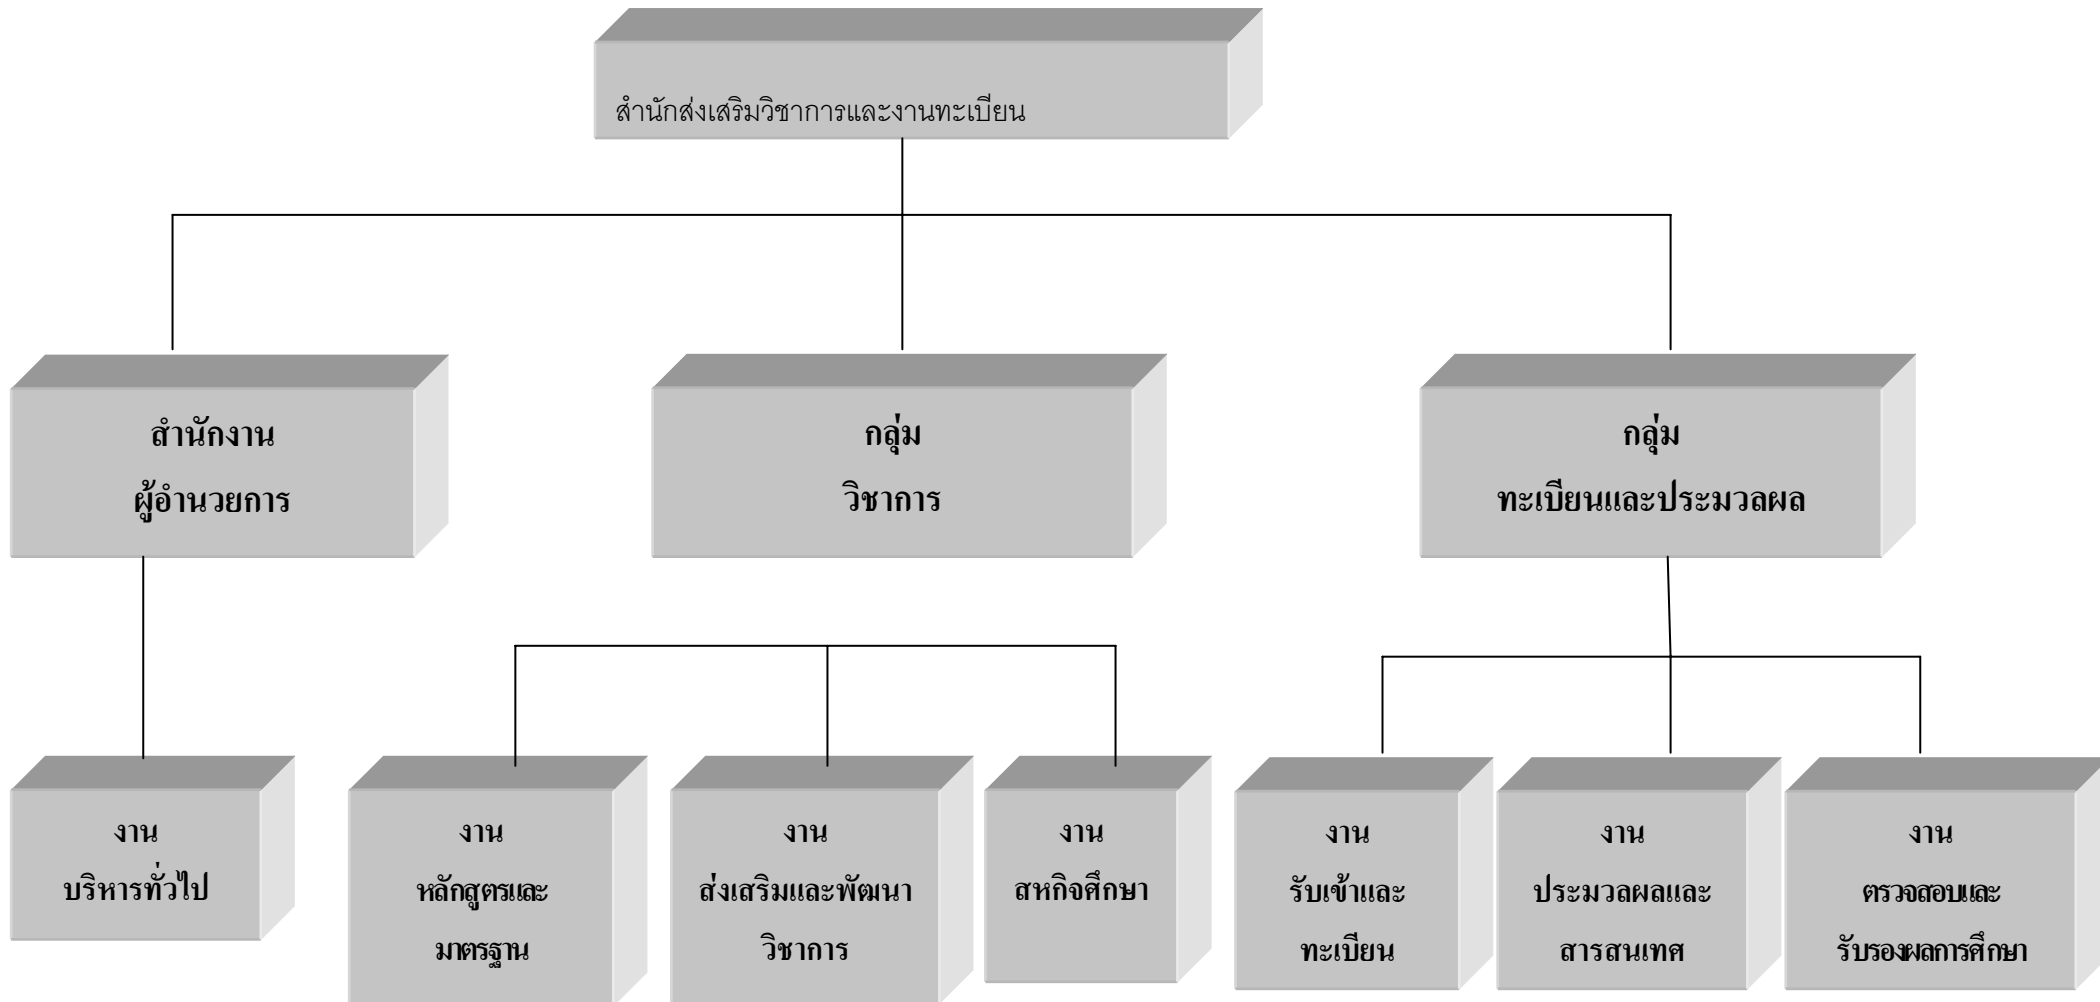 สำนักส่งเสริมวิชาการและงานทะเบียน
สำนักงาน
ผู้อำนวยการ
กลุ่ม
วิชาการ
กลุ่ม
ทะเบียนและประมวลผล
งาน
บริหารทั่วไป
งาน
หลักสูตรและ
มาตรฐาน
งาน
ส่งเสริมและพัฒนา
วิชาการ
งาน
สหกิจศึกษา
งาน
รับเข้าและ
ทะเบียน
งาน
ประมวลผลและ
สารสนเทศ
งาน
ตรวจสอบและ
รับรองผลการศึกษา